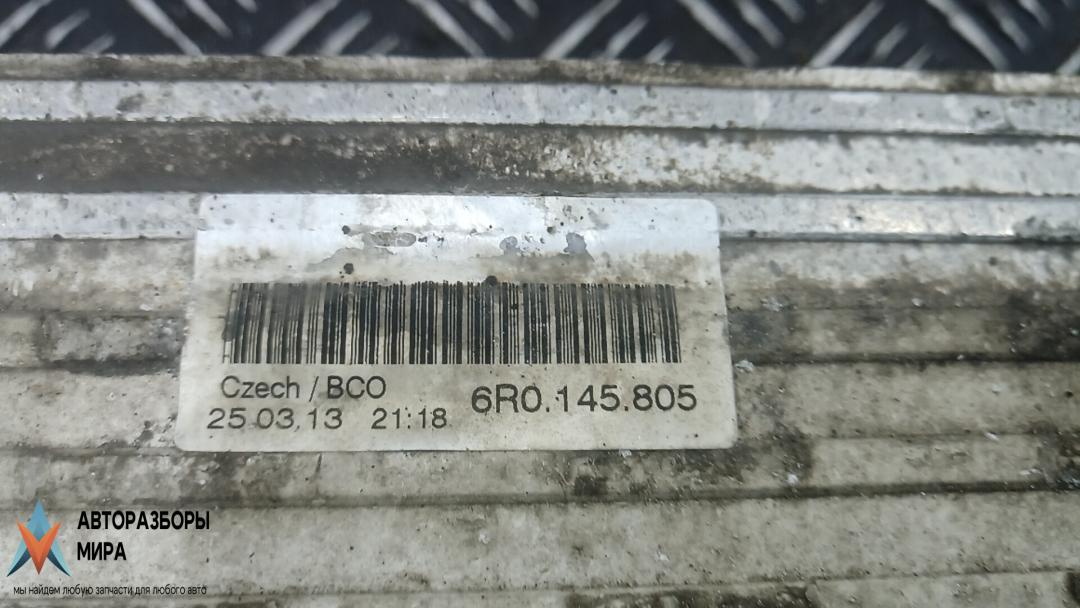 Czech / BCO
25.03.13 21:18 6R0.145.805
АВТОРАЗБОРЫ
МИРА
мы найдем любую запчасти для любого авто